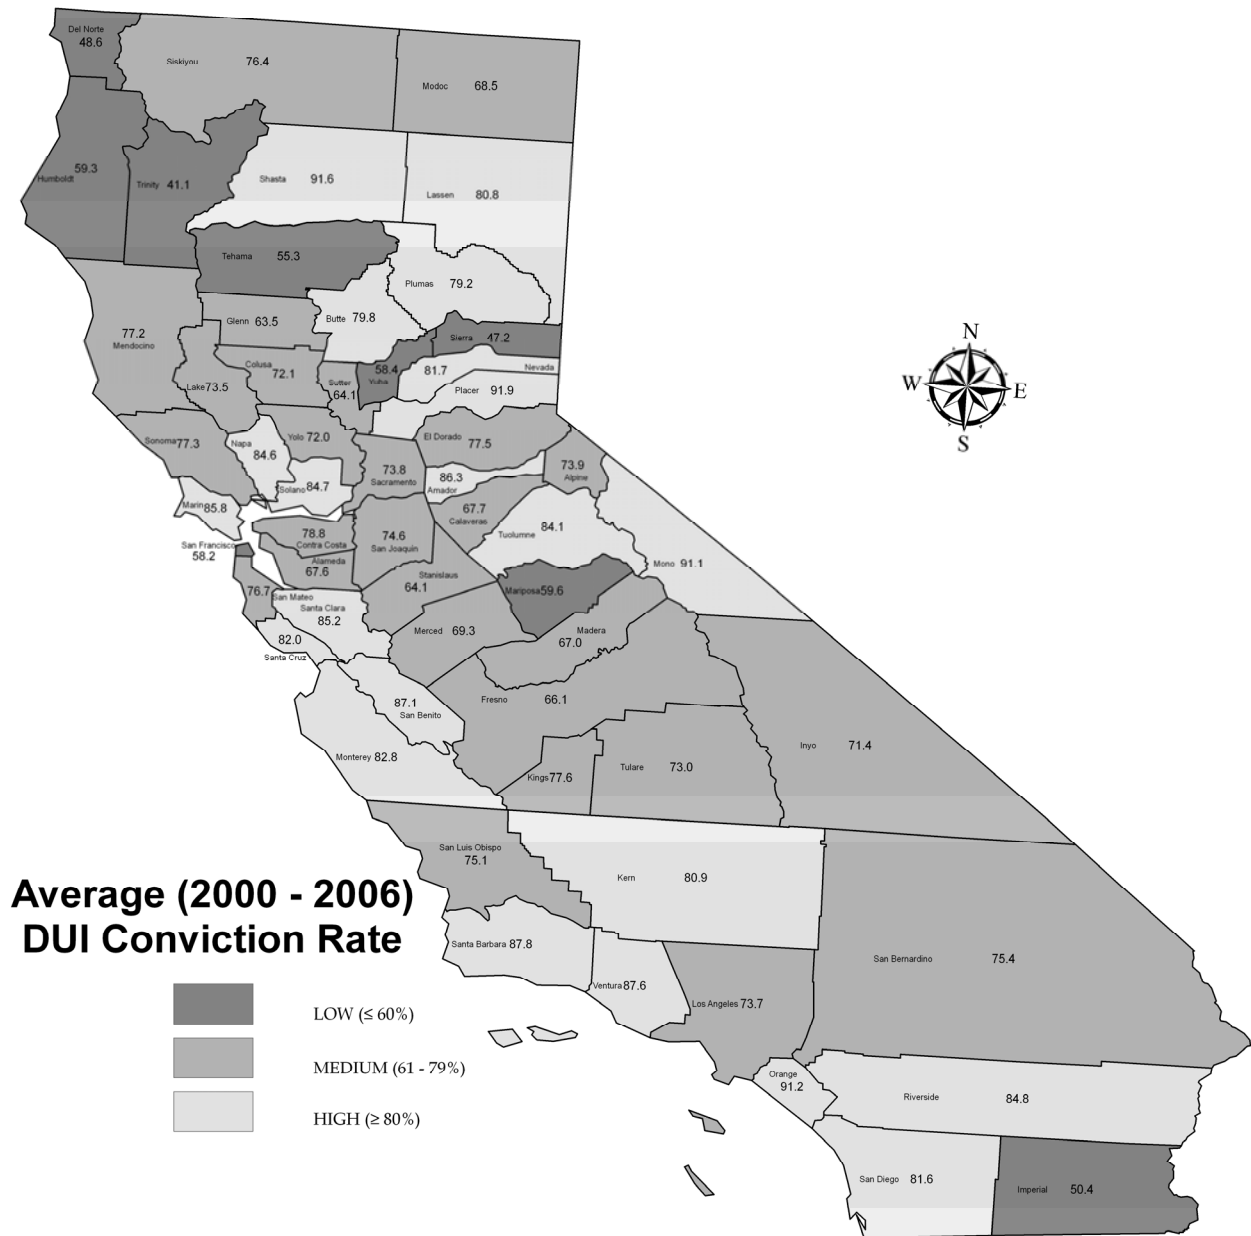 Del Norte
48.6
Siskiyou 76.4
Modoc 68.5
Humboldt 59.3
Trinity 41.1
Shasta 91.6
Lassen 80.8
Tehama 55.3
Plumas 79.2
Butte 79.8
Glenn 63.5
77.2
Mendocino
Lake 73.5
Colusa
72.1
Sutter
64.1
58.4
Yuba
Sierra 47.2
81.7 Nevada
Placer 91.9
N
W E
S
Sonoma 77.3
Napa
84.6
Yolo 72.0
Solano 84.7
73.8
Sacramento
El Dorado
77.5
86.3
Amador
73.9
Alpine
67.7
Calaveras
Tuolumne 84.1
Mono 91.1
Marin 85.8
San Francisco
58.2
78.8
Contra Costa
Alameda
67.6
74.6
San Joaquin
Stanislaus
64.1
Mariposa 59.6
76.7
San Mateo
Santa Clara
85.2
82.0
Santa Cruz
Merced 69.3
Madera
67.0
87.1
San Benito
Fresno 66.1
Monterey 82.8
Kings 77.6
Tulare 73.0
Inyo 71.4
San Luis Obispo
75.1
Kern 80.9
Santa Barbara 87.8
Ventura 87.6
Los Angeles 73.7
San Bernardino 75.4
Orange
91.2
Riverside 84.8
San Diego 81.6
Imperial 50.4
Average (2000 - 2006)
DUI Conviction Rate
LOW (≤ 60%)
MEDIUM (61 - 79%)
HIGH (≥ 80%)